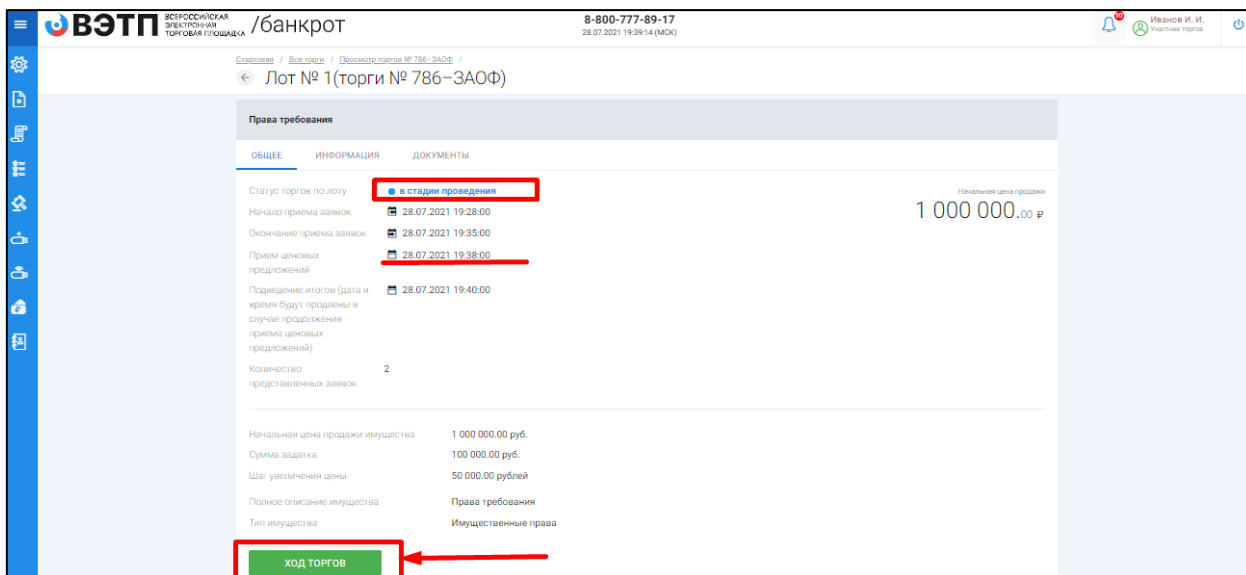 ВЭТП ВСЕРОССИЙСКАЯ ЭЛЕКТРОННАЯ ТОРГОВАЯ ПЛОЩАДКА /банкрот
8-800-777-89-17
28.07.2021 19:39:14 (МСК)
10
Иванов И. И.
Участник торгов
Стартовая / Все торги / Просмотр торгов № 786-ЗАОФ /
Лот № 1(торги № 786-ЗАОФ)
Права требования
ОБЩЕЕ ИНФОРМАЦИЯ ДОКУМЕНТЫ
Статус торгов по лоту в стадии проведения
Начальная цена продажи
1 000 000.00 ₽
Начало приема заявок 28.07.2021 19:28:00
Окончание приема заявок 28.07.2021 19:35:00
Прием ценовых 28.07.2021 19:38:00
предложений
Подведение итогов (дата и 28.07.2021 19:40:00
время будут продлены в
случае продолжения
приема ценовых
предложений)
Количество 2
представленных заявок
Начальная цена продажи имущества 1 000 000.00 руб.
Сумма задатка 100 000.00 руб.
Шаг увеличения цены 50 000.00 рублей
Полное описание имущества Права требования
Тип имущества Имущественные права
ХОД ТОРГОВ